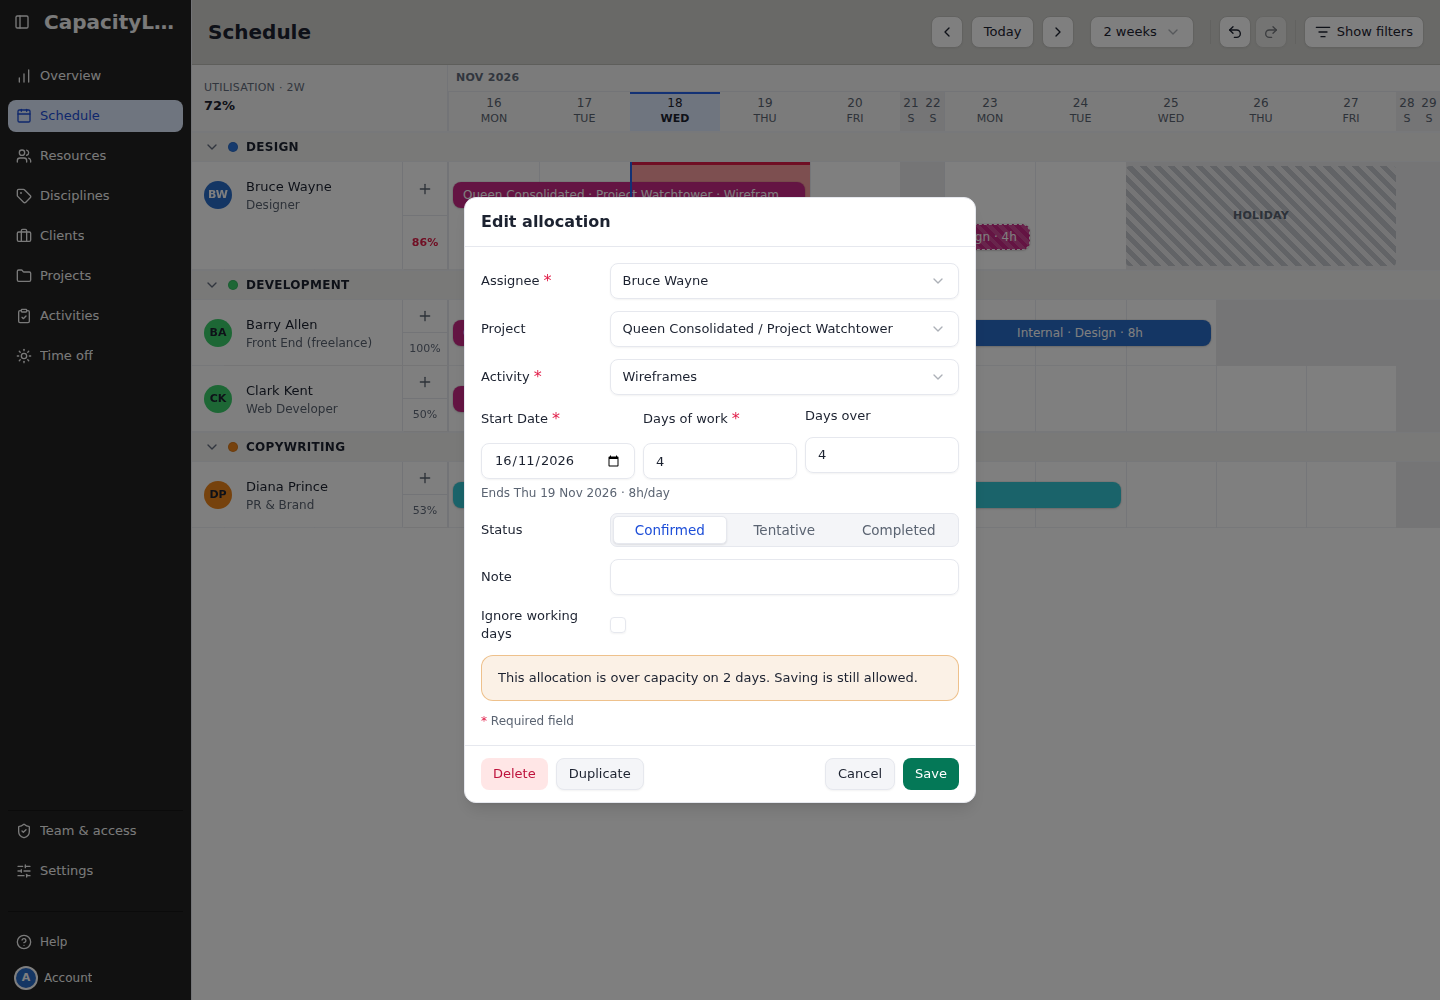 CapacityL...
Overview
Schedule
Resources
Disciplines
Clients
Projects
Activities
Time off
Team & access
Settings
Help
A Account
Schedule
Today
2 weeks
Show filters
UTILISATION · 2W
72%
NOV 2026
16 17 18 19 20 21 22 23 24 25 26 27 28 29
MON TUE WED THU FRI S S MON TUE WED THU FRI S S
DESIGN
BW Bruce Wayne
Designer
86%
Queen Consolidated · Project Watchtower · Wirefram
gn · 4h
HOLIDAY
DEVELOPMENT
BA Barry Allen
Front End (freelance)
100%
Internal · Design · 8h
CK Clark Kent
Web Developer
50%
COPYWRITING
DP Diana Prince
PR & Brand
53%
Edit allocation
Assignee * Bruce Wayne
Project Queen Consolidated / Project Watchtower
Activity * Wireframes
Start Date * Days of work * Days over
16/11/2026 4 4
Ends Thu 19 Nov 2026 · 8h/day
Status Confirmed Tentative Completed
Note
Ignore working
days
This allocation is over capacity on 2 days. Saving is still allowed.
* Required field
Delete Duplicate Cancel Save